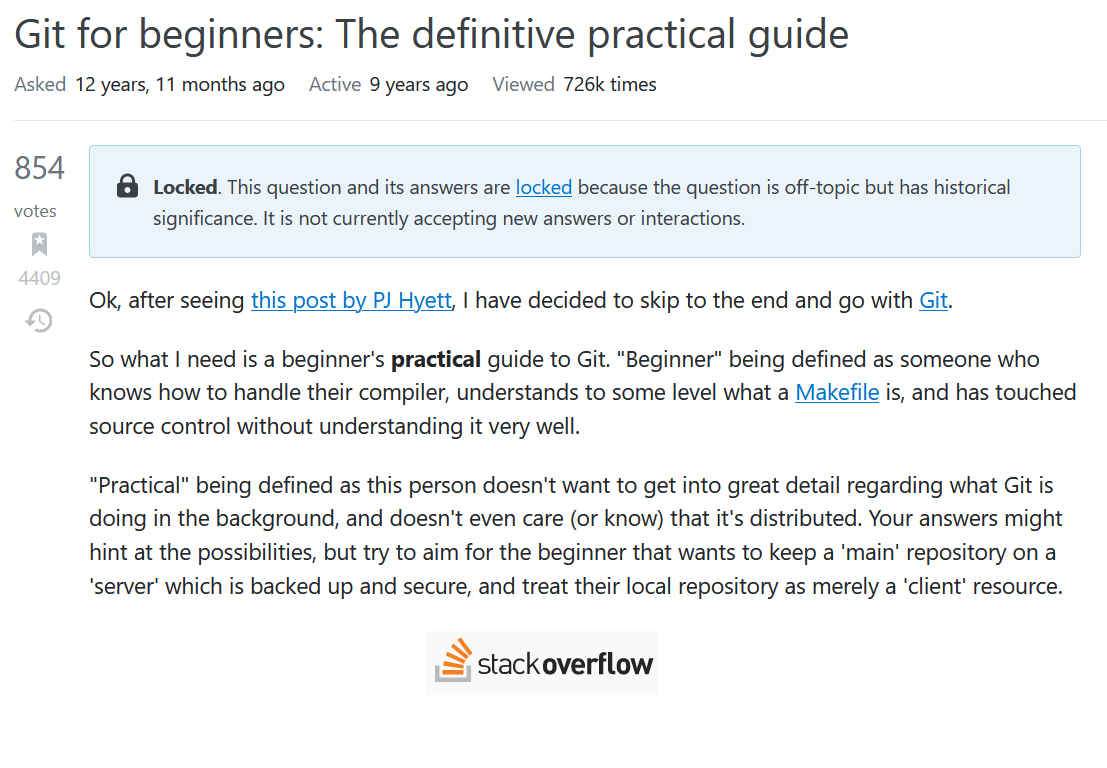 Git for beginners: The definitive practical guide
Asked 12 years, 11 months ago Active 9 years ago Viewed 726k times
854
votes
4409
Locked. This question and its answers are locked because the question is off-topic but has historical
significance. It is not currently accepting new answers or interactions.
Ok, after seeing this post by PJ Hyett, I have decided to skip to the end and go with Git.
So what I need is a beginner's practical guide to Git. "Beginner" being defined as someone who
knows how to handle their compiler, understands to some level what a Makefile is, and has touched
source control without understanding it very well.
"Practical" being defined as this person doesn't want to get into great detail regarding what Git is
doing in the background, and doesn't even care (or know) that it's distributed. Your answers might
hint at the possibilities, but try to aim for the beginner that wants to keep a 'main' repository on a
'server' which is backed up and secure, and treat their local repository as merely a 'client' resource.
stackoverflow